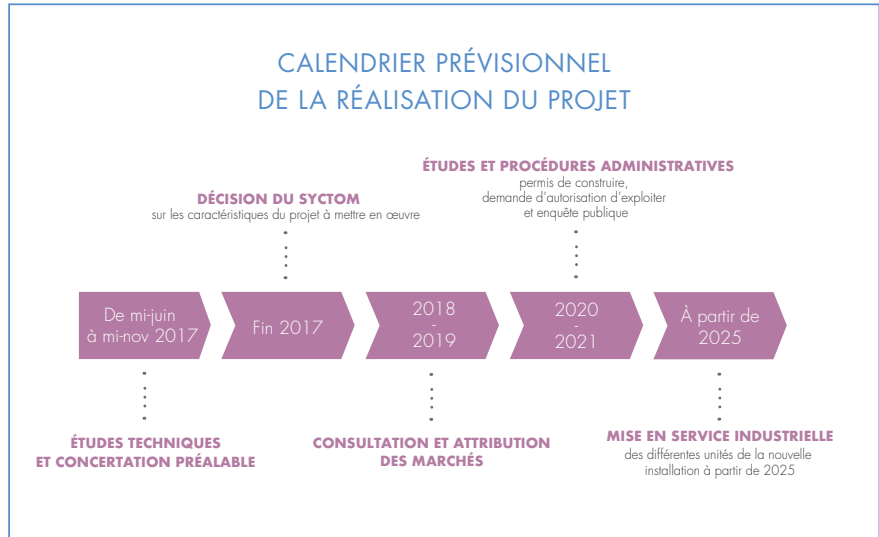 CALENDRIER PRÉVISIONNEL
DE LA RÉALISATION DU PROJET
ÉTUDES ET PROCÉDURES ADMINISTRATIVES
permis de construire,
demande d'autorisation d'exploiter
et enquête publique
DÉCISION DU SYCTOM
sur les caractéristiques du projet à mettre en œuvre
De mi-juin
à mi-nov 2017
Fin 2017
2018
-
2019
2020
-
2021
À partir de
2025
ÉTUDES TECHNIQUES
ET CONCERTATION PRÉALABLE
CONSULTATION ET ATTRIBUTION
DES MARCHÉS
MISE EN SERVICE INDUSTRIELLE
des différentes unités de la nouvelle
installation à partir de 2025